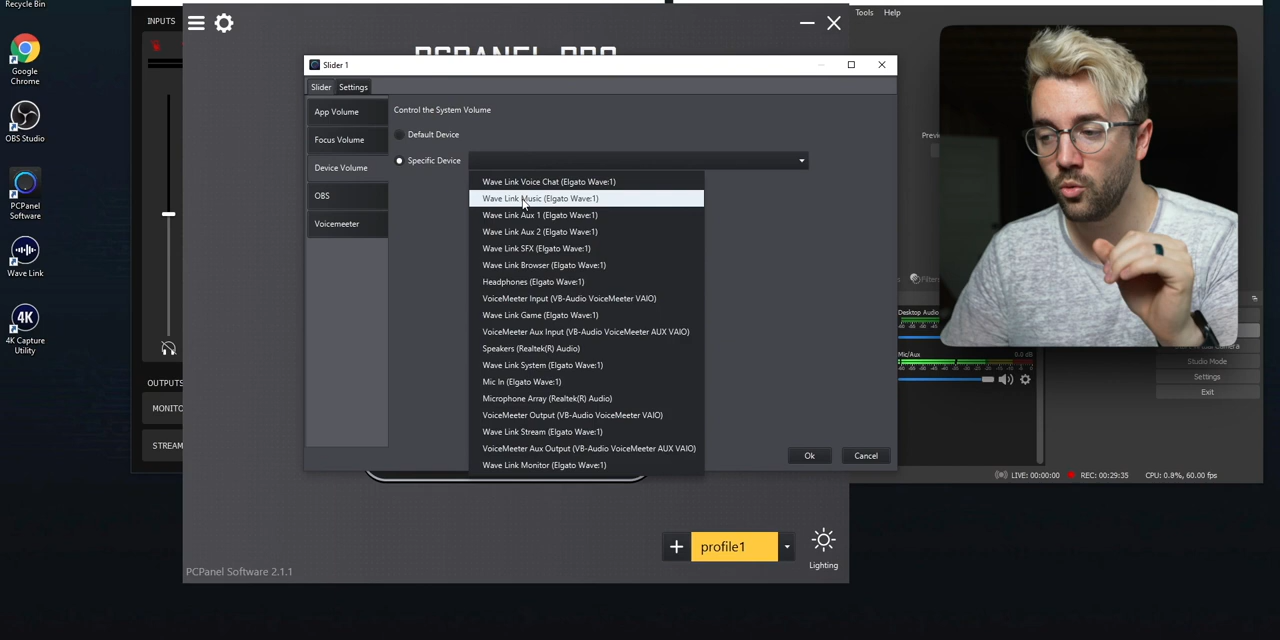 Recycle Bin
Google
Chrome
OBS Studio
PCPanel
Software
Wave Link
4K
4K Capture
Utility
INPUTS
OUTPUTS
MONITO
STREAM
PCPANEL PRO
Slider 1
Slider
Settings
App Volume
Focus Volume
Device Volume
OBS
Voicemeeter
Control the System Volume
Default Device
Specific Device
Wave Link Voice Chat (Elgato Wave:1)
Wave Link Music (Elgato Wave:1)
Wave Link Aux 1 (Elgato Wave:1)
Wave Link Aux 2 (Elgato Wave:1)
Wave Link SFX (Elgato Wave:1)
Wave Link Browser (Elgato Wave:1)
Headphones (Elgato Wave:1)
VoiceMeeter Input (VB-Audio VoiceMeeter VAIO)
Wave Link Game (Elgato Wave:1)
VoiceMeeter Aux Input (VB-Audio VoiceMeeter AUX VAIO)
Speakers (Realtek(R) Audio)
Wave Link System (Elgato Wave:1)
Mic In (Elgato Wave:1)
Microphone Array (Realtek(R) Audio)
VoiceMeeter Output (VB-Audio VoiceMeeter VAIO)
Wave Link Stream (Elgato Wave:1)
VoiceMeeter Aux Output (VB-Audio VoiceMeeter AUX VAIO)
Wave Link Monitor (Elgato Wave:1)
Ok
Cancel
profile1
Lighting
PCPanel Software 2.1.1
Tools
Help
Previ
Filters
Desktop Audio
Mic/Aux
0.0 dB
Studio Mode
Settings
Exit
LIVE: 00:00:00
REC: 00:29:35
CPU: 0.8%, 60.00 fps